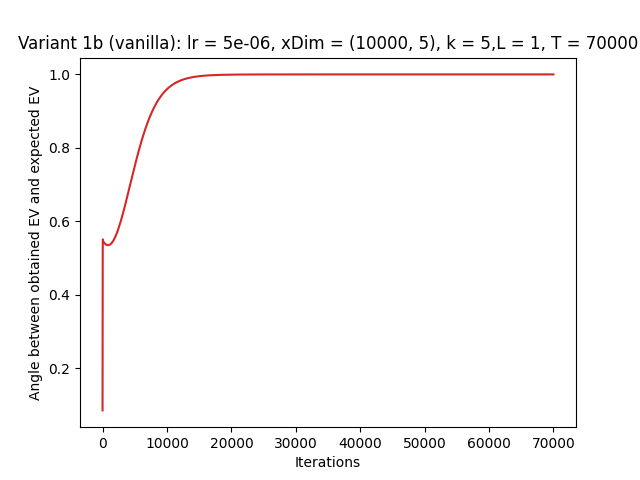 Variant 1b (vanilla): lr = 5e-06, xDim = (10000, 5), k = 5,L = 1, T = 70000
Angle between obtained EV and expected EV
1.0
0.8
0.6
0.4
0.2
0 10000 20000 30000 40000 50000 60000 70000
Iterations